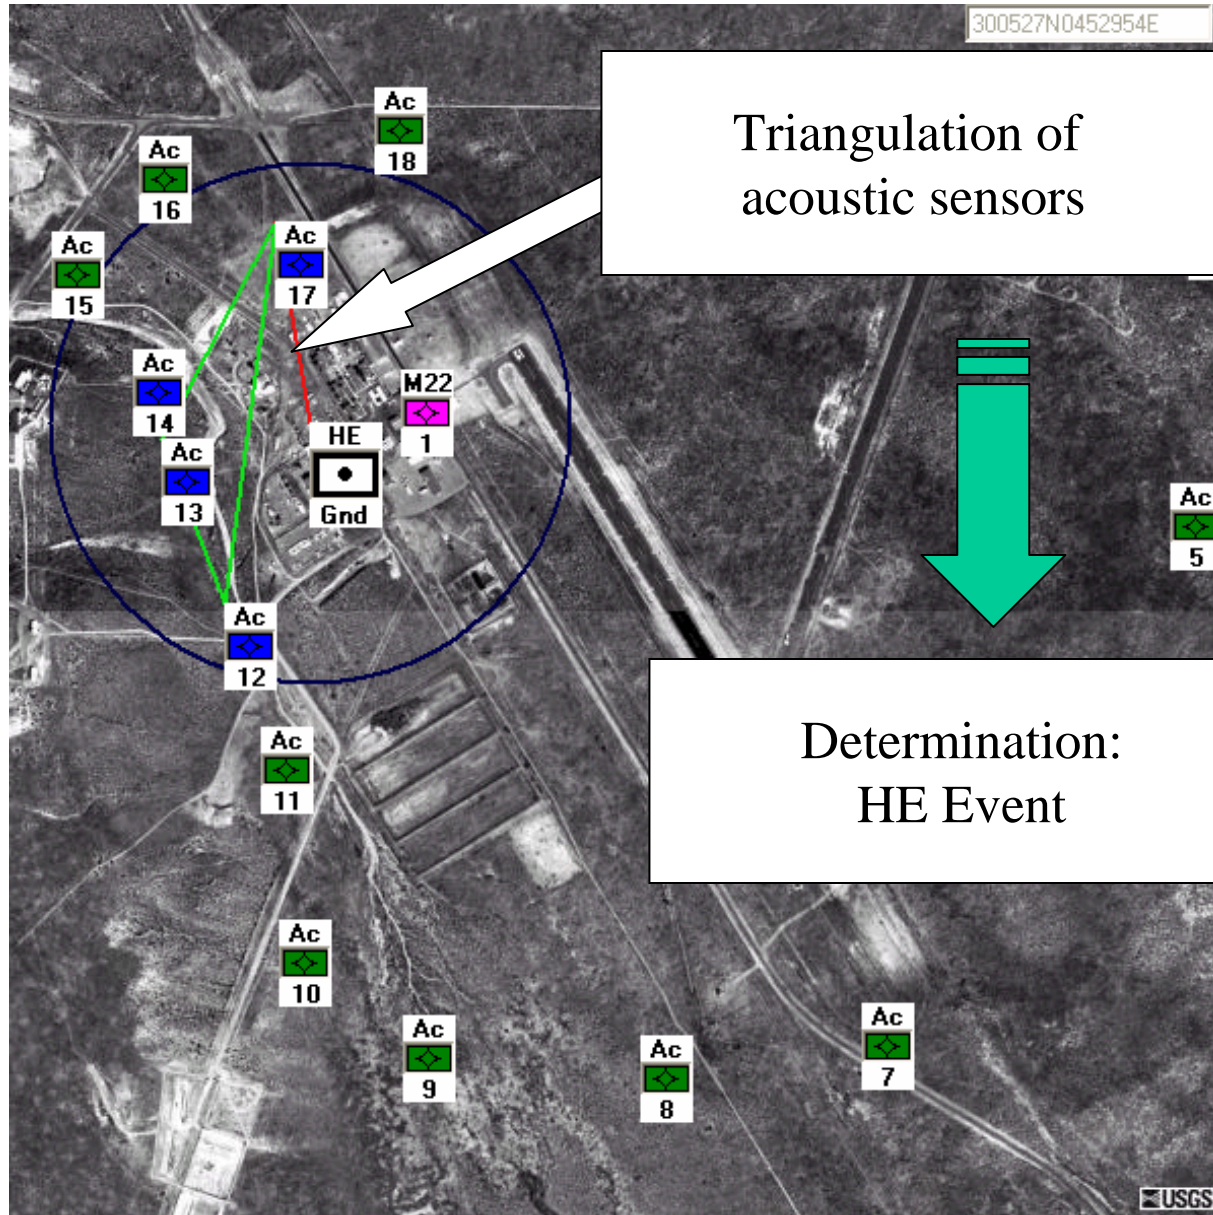 300527N0452954E
Triangulation of
acoustic sensors
Ac
18
Ac
16
Ac
17
Ac
15
Ac
14
M22
1
HE
Gnd
Ac
13
Ac
5
Ac
12
Determination:
HE Event
Ac
11
Ac
10
Ac
9
Ac
8
Ac
7
USGS